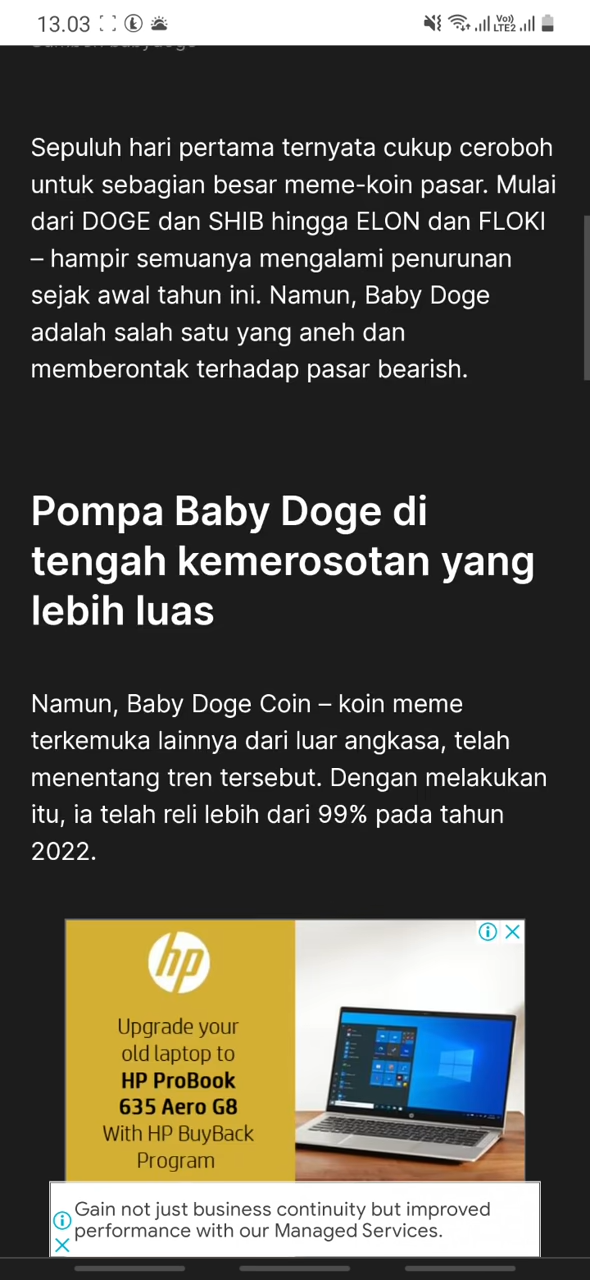 13.03
Vo))
LTE2
Sepuluh hari pertama ternyata cukup ceroboh
untuk sebagian besar meme-koin pasar. Mulai
dari DOGE dan SHIB hingga ELON dan FLOKI
– hampir semuanya mengalami penurunan
sejak awal tahun ini. Namun, Baby Doge
adalah salah satu yang aneh dan
memberontak terhadap pasar bearish.
Pompa Baby Doge di
tengah kemerosotan yang
lebih luas
Namun, Baby Doge Coin – koin meme
terkemuka lainnya dari luar angkasa, telah
menentang tren tersebut. Dengan melakukan
itu, ia telah reli lebih dari 99% pada tahun
2022.
hp
Upgrade your
old laptop to
HP ProBook
635 Aero G8
With HP BuyBack
Program
Gain not just business continuity but improved
performance with our Managed Services.